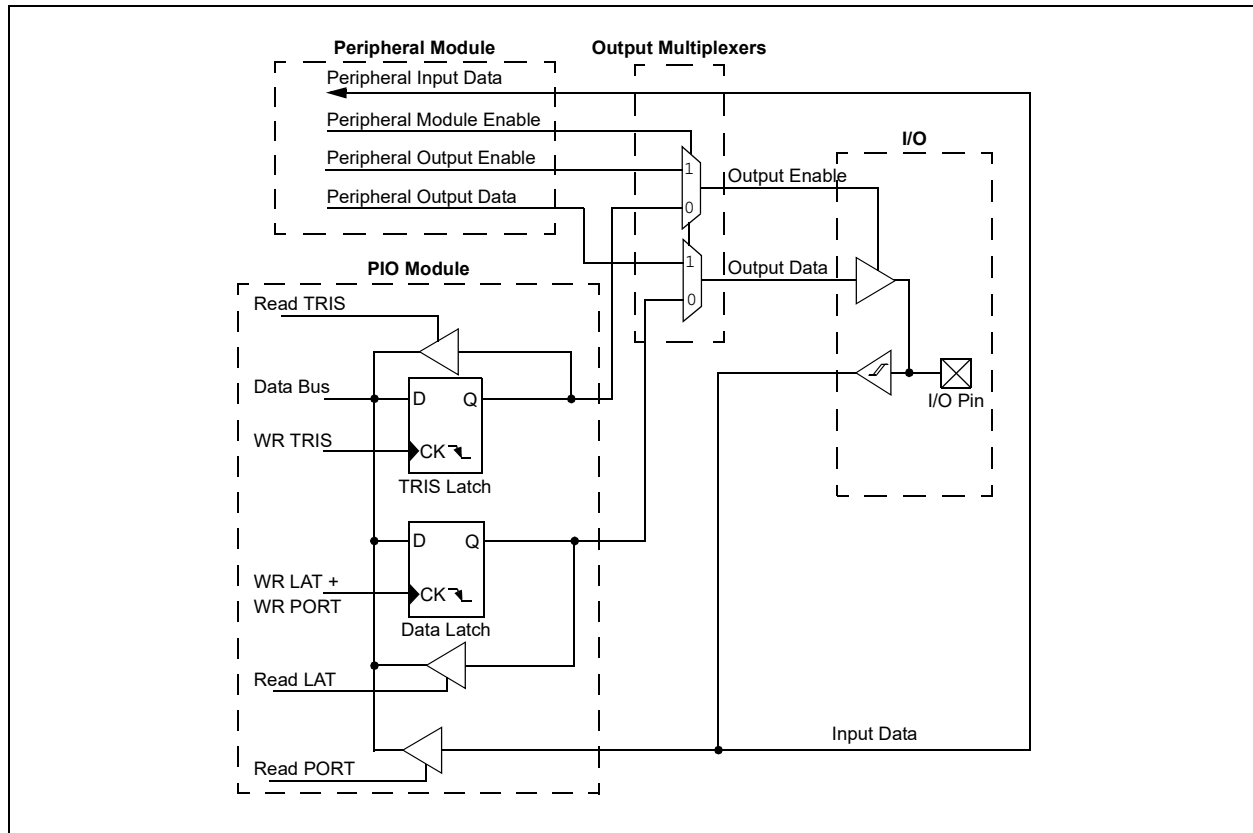 Peripheral Module
Output Multiplexers
Peripheral Input Data
Peripheral Module Enable
I/O
Peripheral Output Enable
1
Output Enable
Peripheral Output Data
0
PIO Module
1
Output Data
0
Read TRIS
Data Bus
D
Q
I/O Pin
WR TRIS
CK
TRIS Latch
D
Q
WR LAT +
WR PORT
CK
Data Latch
Read LAT
Input Data
Read PORT